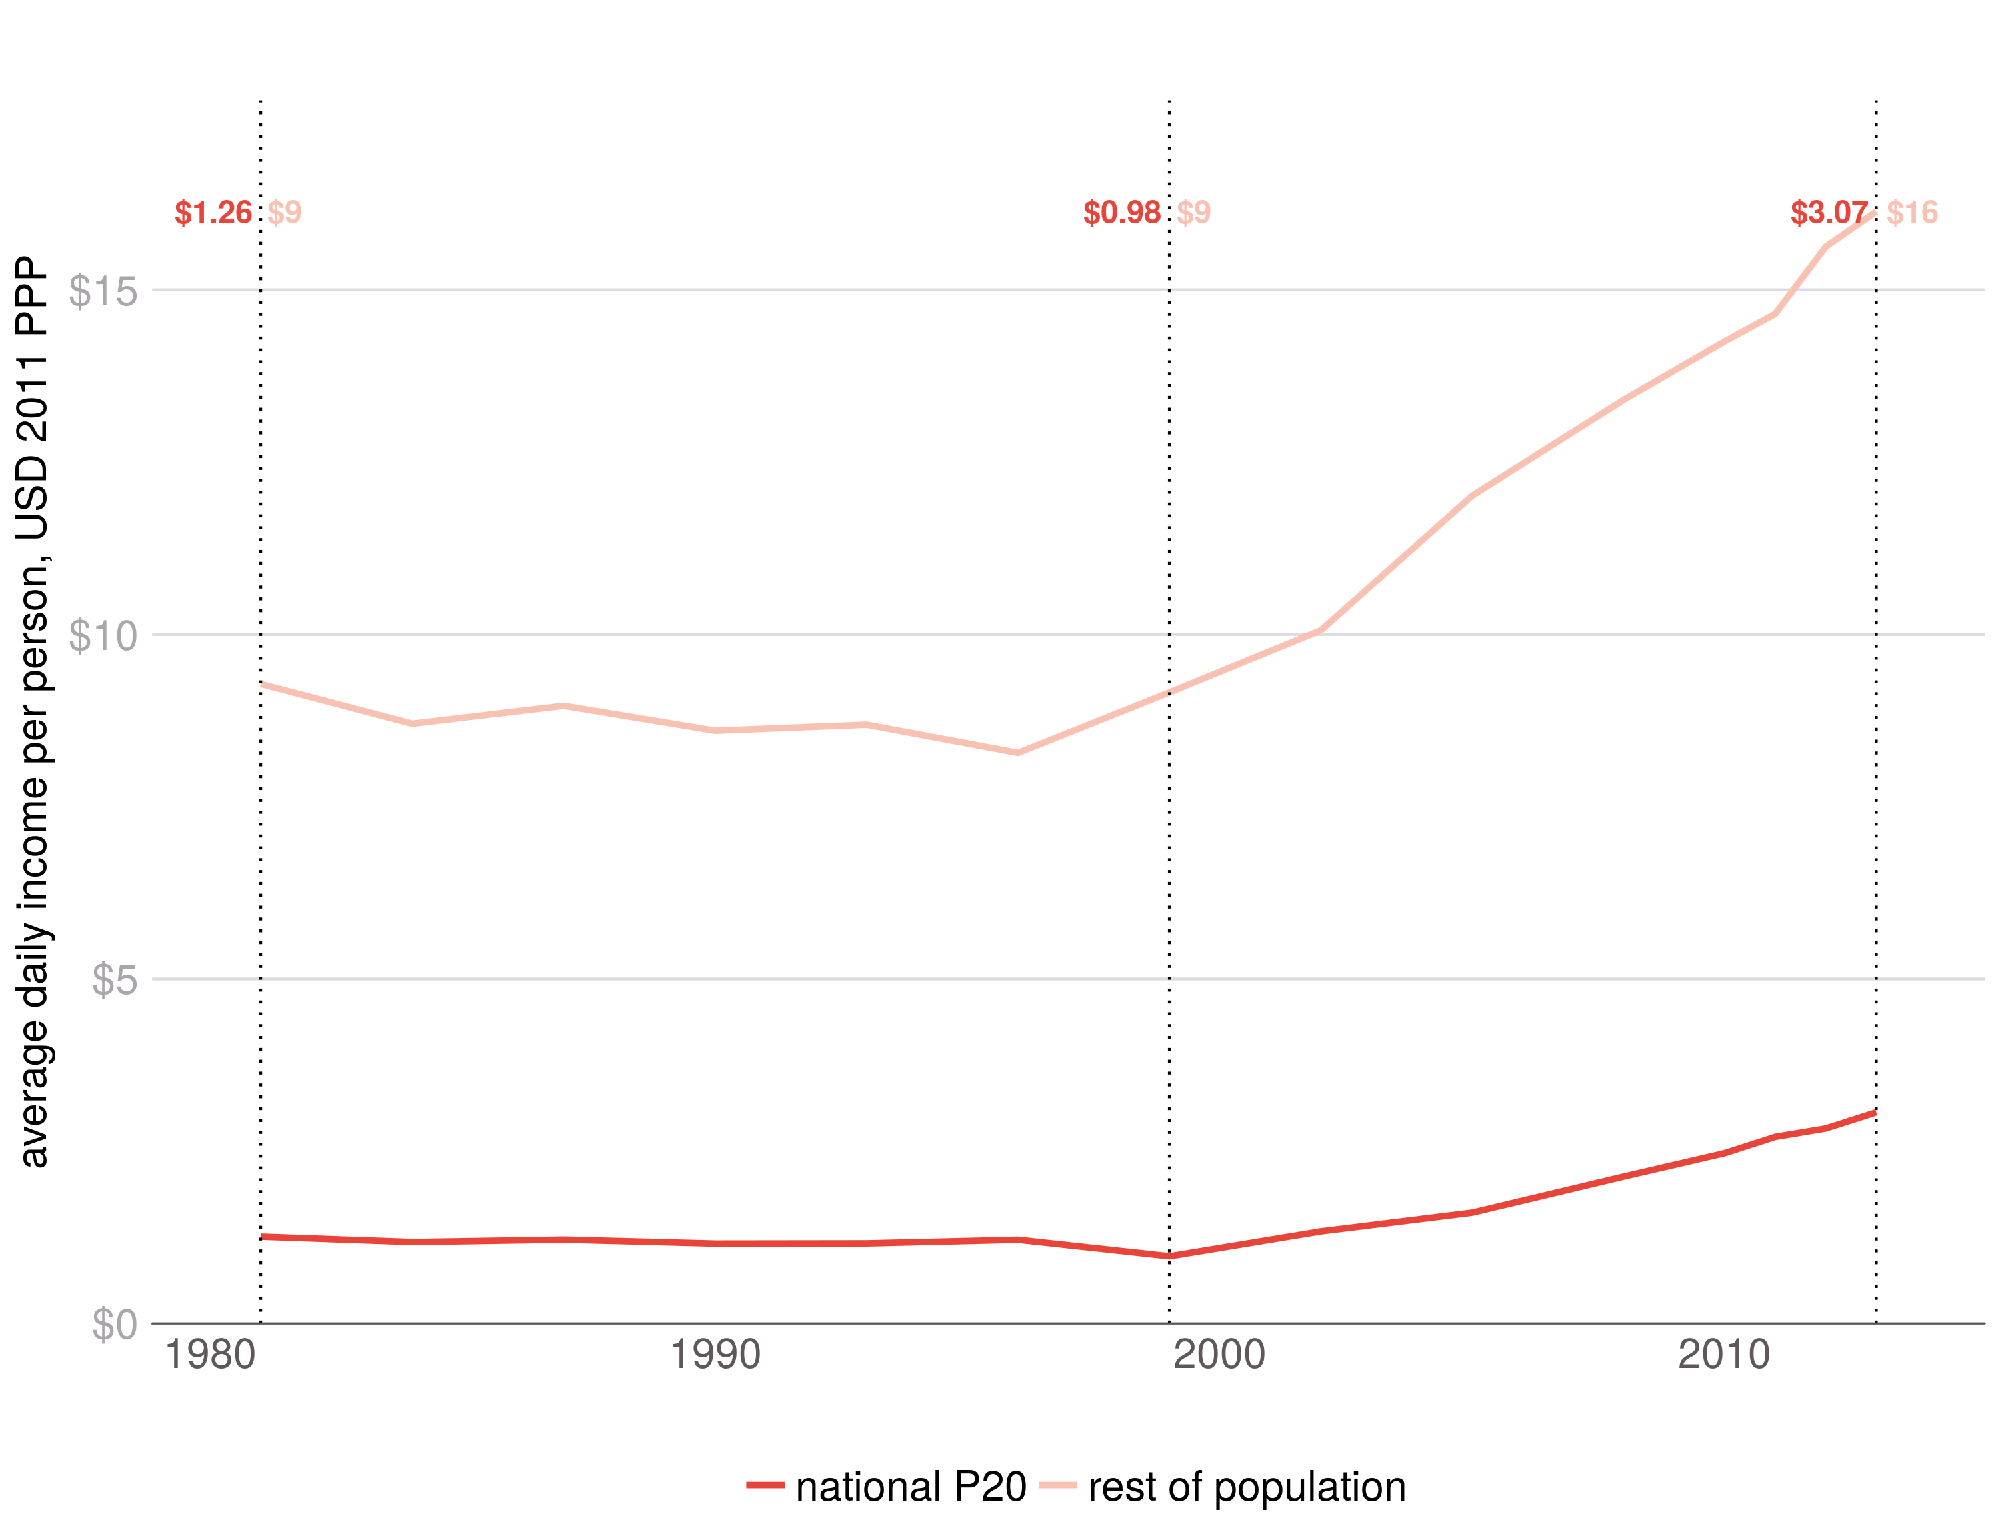 average daily income per person, USD 2011 PPP
$1.26 $9 $0.98 $9 $3.07 $16
$15
$10
$5
$0
1980 1990 2000 2010
national P20 rest of population